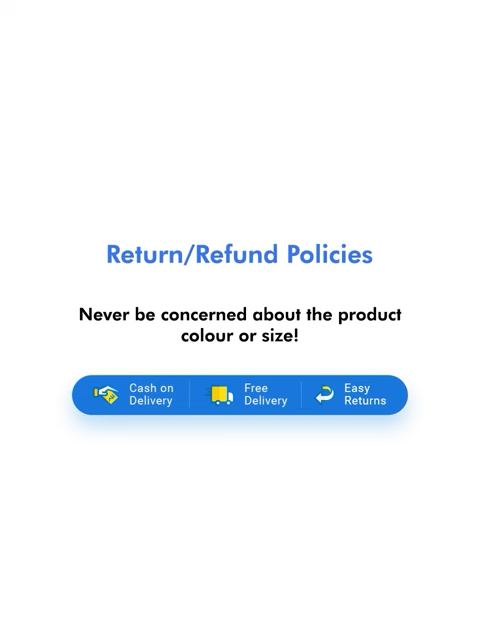 Return/Refund Policies
Never be concerned about the product
colour or size!
Cash on
Delivery
Free
Delivery
Easy
Returns